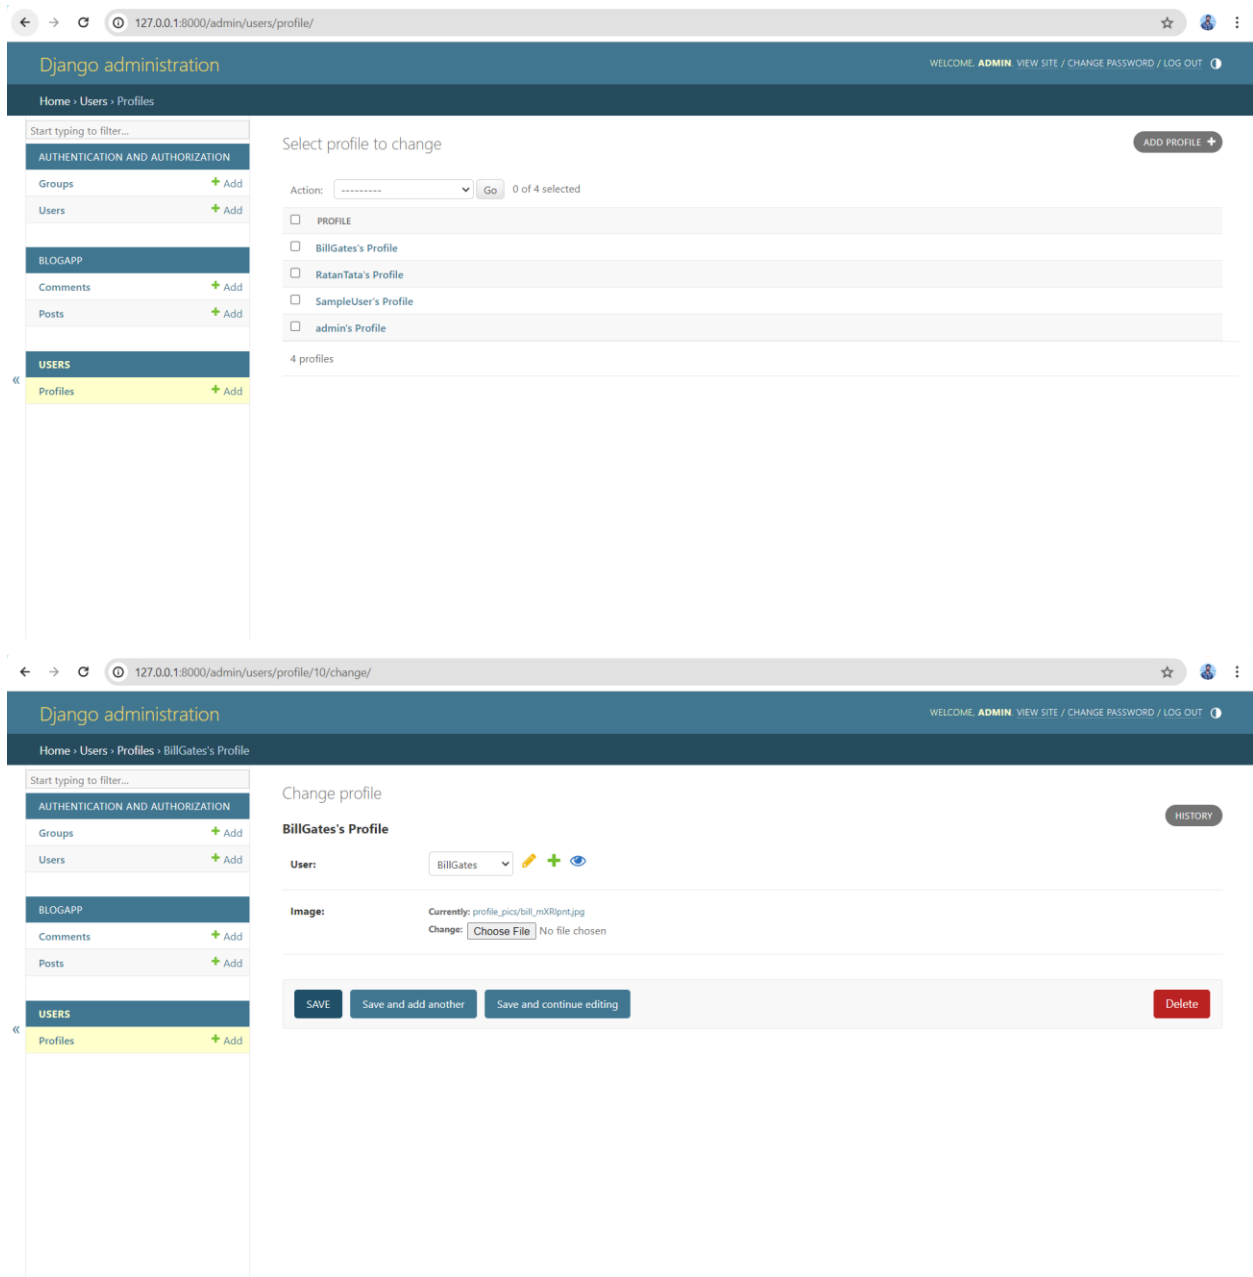 127.0.0.1:8000/admin/users/profile/
Django administration
WELCOME, ADMIN. VIEW SITE / CHANGE PASSWORD / LOG OUT
Home › Users › Profiles
Start typing to filter...
AUTHENTICATION AND AUTHORIZATION
Groups + Add
Users + Add
BLOGAPP
Comments + Add
Posts + Add
USERS
«
Profiles + Add
Select profile to change
ADD PROFILE +
Action: --------- Go 0 of 4 selected
PROFILE
BillGates's Profile
RatanTata's Profile
SampleUser's Profile
admin's Profile
4 profiles
127.0.0.1:8000/admin/users/profile/10/change/
Django administration
WELCOME, ADMIN. VIEW SITE / CHANGE PASSWORD / LOG OUT
Home › Users › Profiles › BillGates's Profile
Start typing to filter...
AUTHENTICATION AND AUTHORIZATION
Groups + Add
Users + Add
BLOGAPP
Comments + Add
Posts + Add
USERS
«
Profiles + Add
Change profile
HISTORY
BillGates's Profile
User: BillGates
Image: Currently: profile_pics/bill_mXRlpnt.jpg
Change: Choose File No file chosen
SAVE Save and add another Save and continue editing Delete